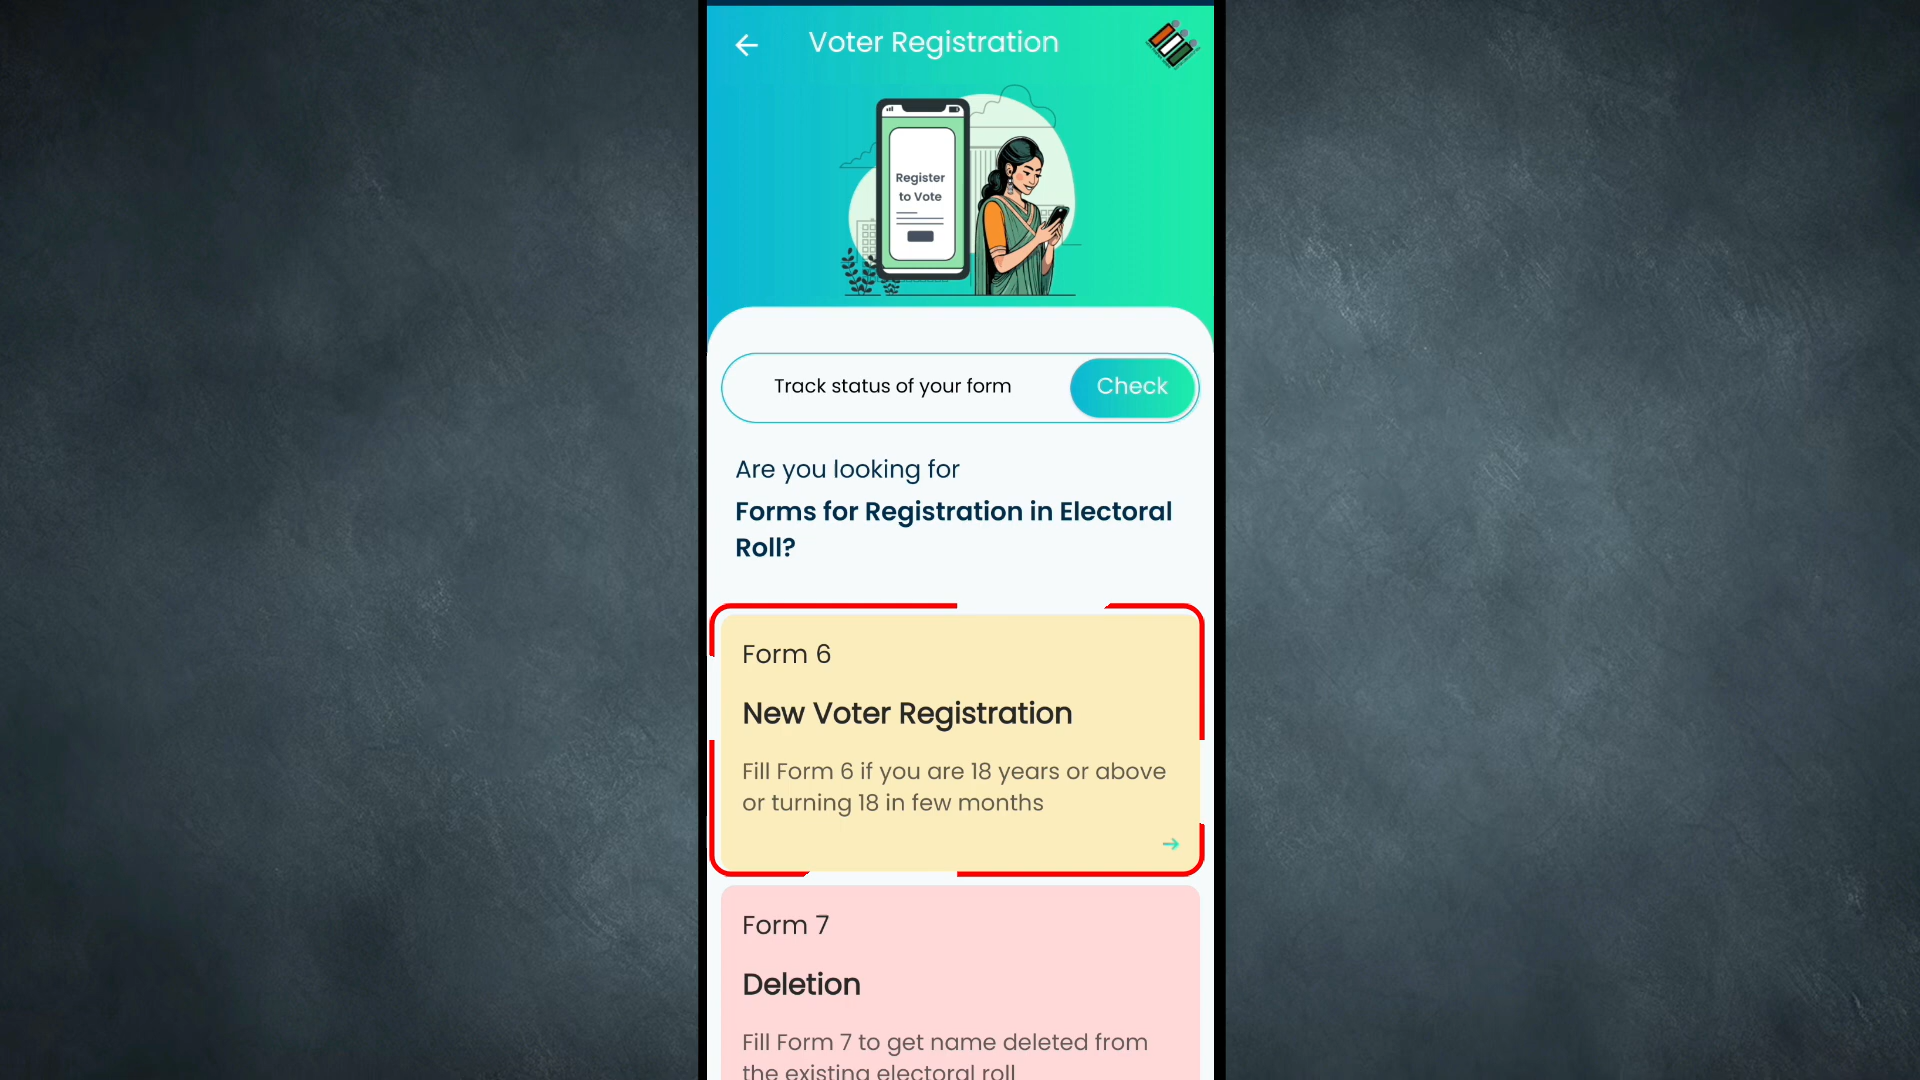 Voter Registration
Register
to Vote
Track status of your form
Check
Are you looking for
Forms for Registration in Electoral
Roll?
Form 6
New Voter Registration
Fill Form 6 if you are 18 years or above
or turning 18 in few months
Form 7
Deletion
Fill Form 7 to get name deleted from
the existing electoral roll